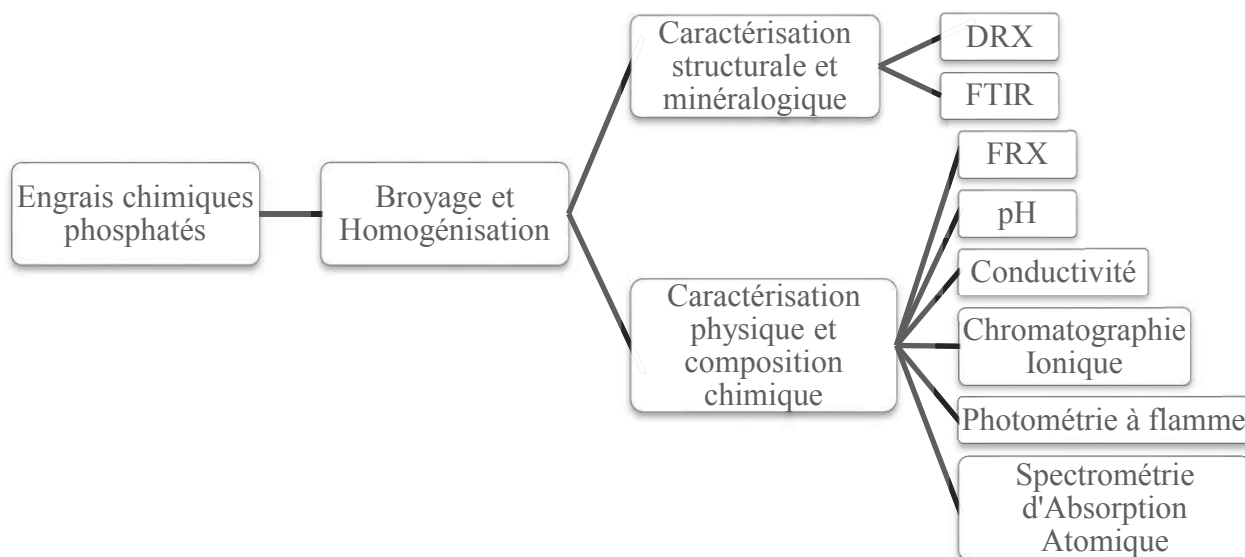 Engrais chimiques
phosphatés
Broyage et
Homogénisation
Caractérisation
structurale et
minéralogique
DRX
FTIR
Caractérisation
physique et
composition
chimique
FRX
pH
Conductivité
Chromatographie
Ionique
Photométrie à flamme
Spectrométrie
d'Absorption
Atomique